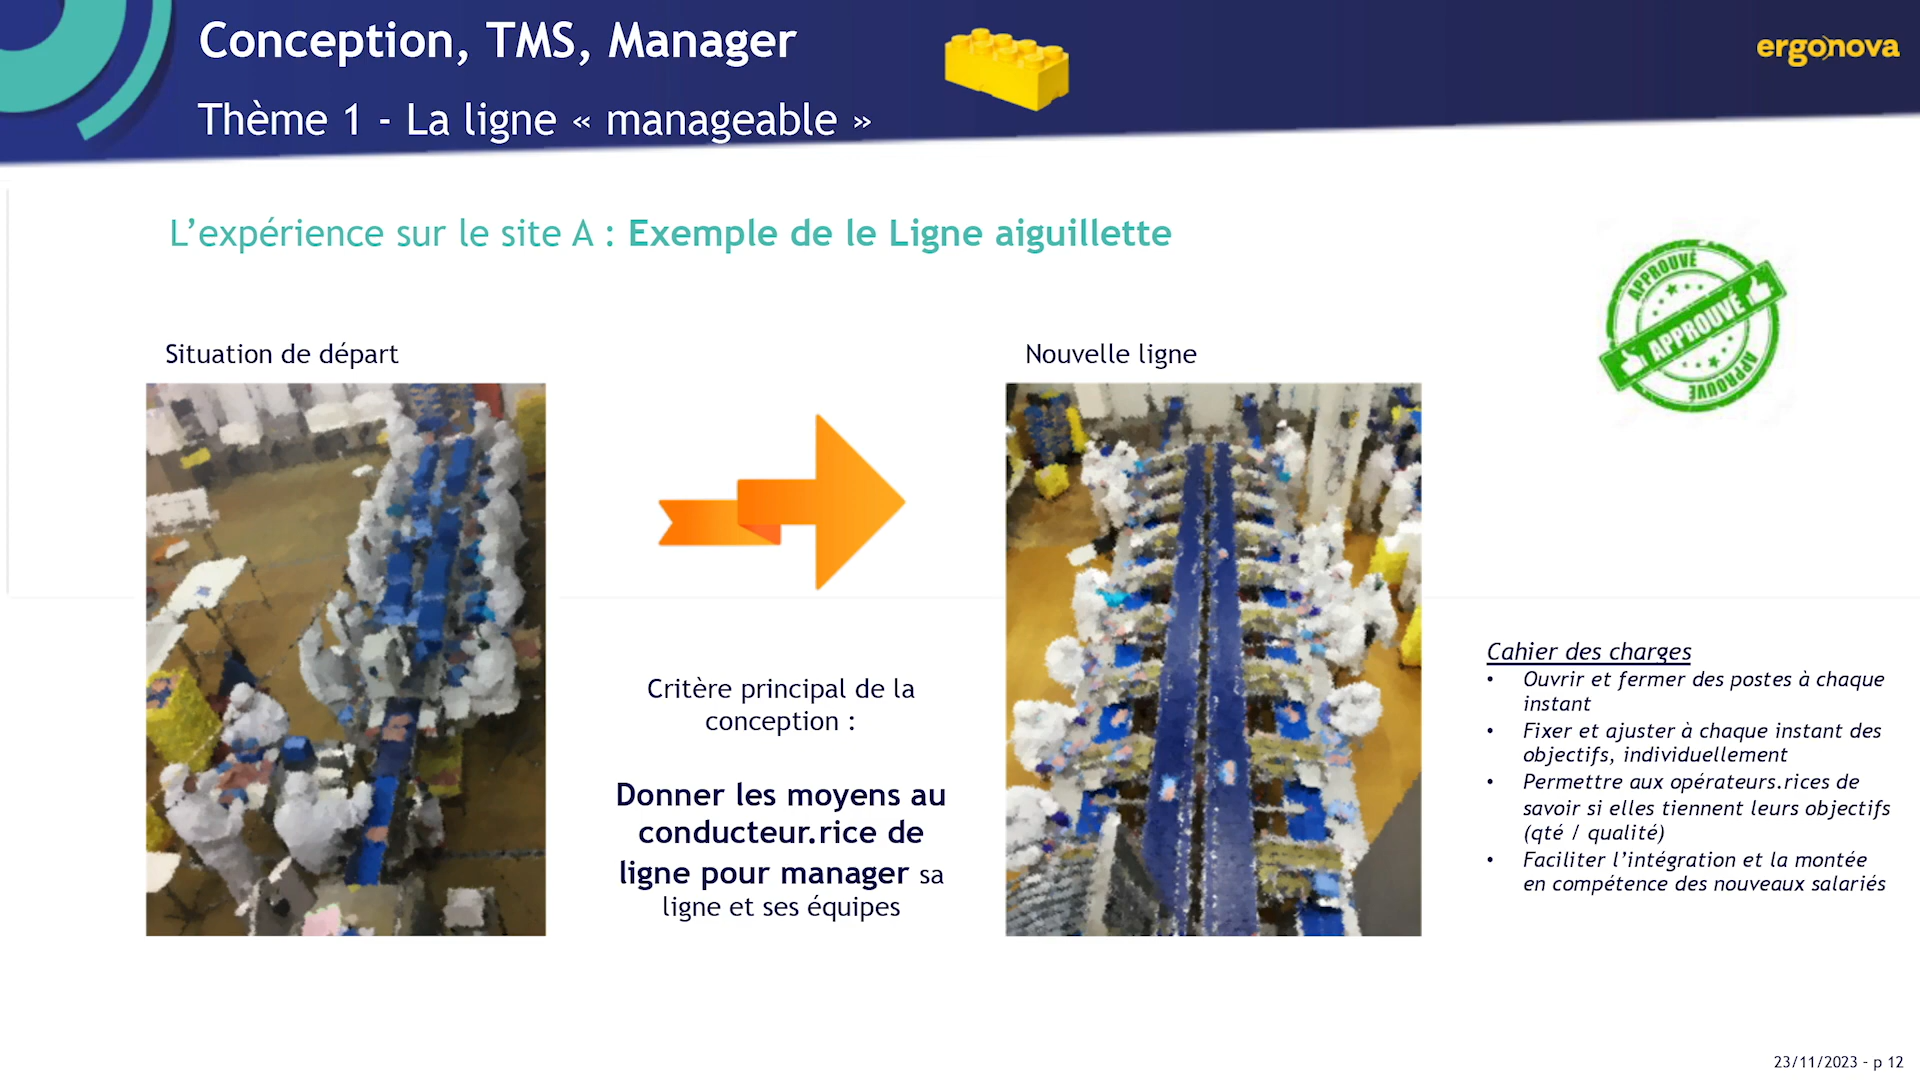 Conception, TMS, Manager
Thème 1 - La ligne « manageable »
ergonova
L’expérience sur le site A : Exemple de le Ligne aiguillette
Situation de départ
Nouvelle ligne
APPROUVÉ
APPROUVÉ
APPROUVÉ
Critère principal de la
conception :
Donner les moyens au
conducteur.rice de
ligne pour manager sa
ligne et ses équipes
Cahier des charges
• Ouvrir et fermer des postes à chaque
instant
• Fixer et ajuster à chaque instant des
objectifs, individuellement
• Permettre aux opérateurs.rices de
savoir si elles tiennent leurs objectifs
(qté / qualité)
• Faciliter l’intégration et la montée
en compétence des nouveaux salariés
23/11/2023 - p 12